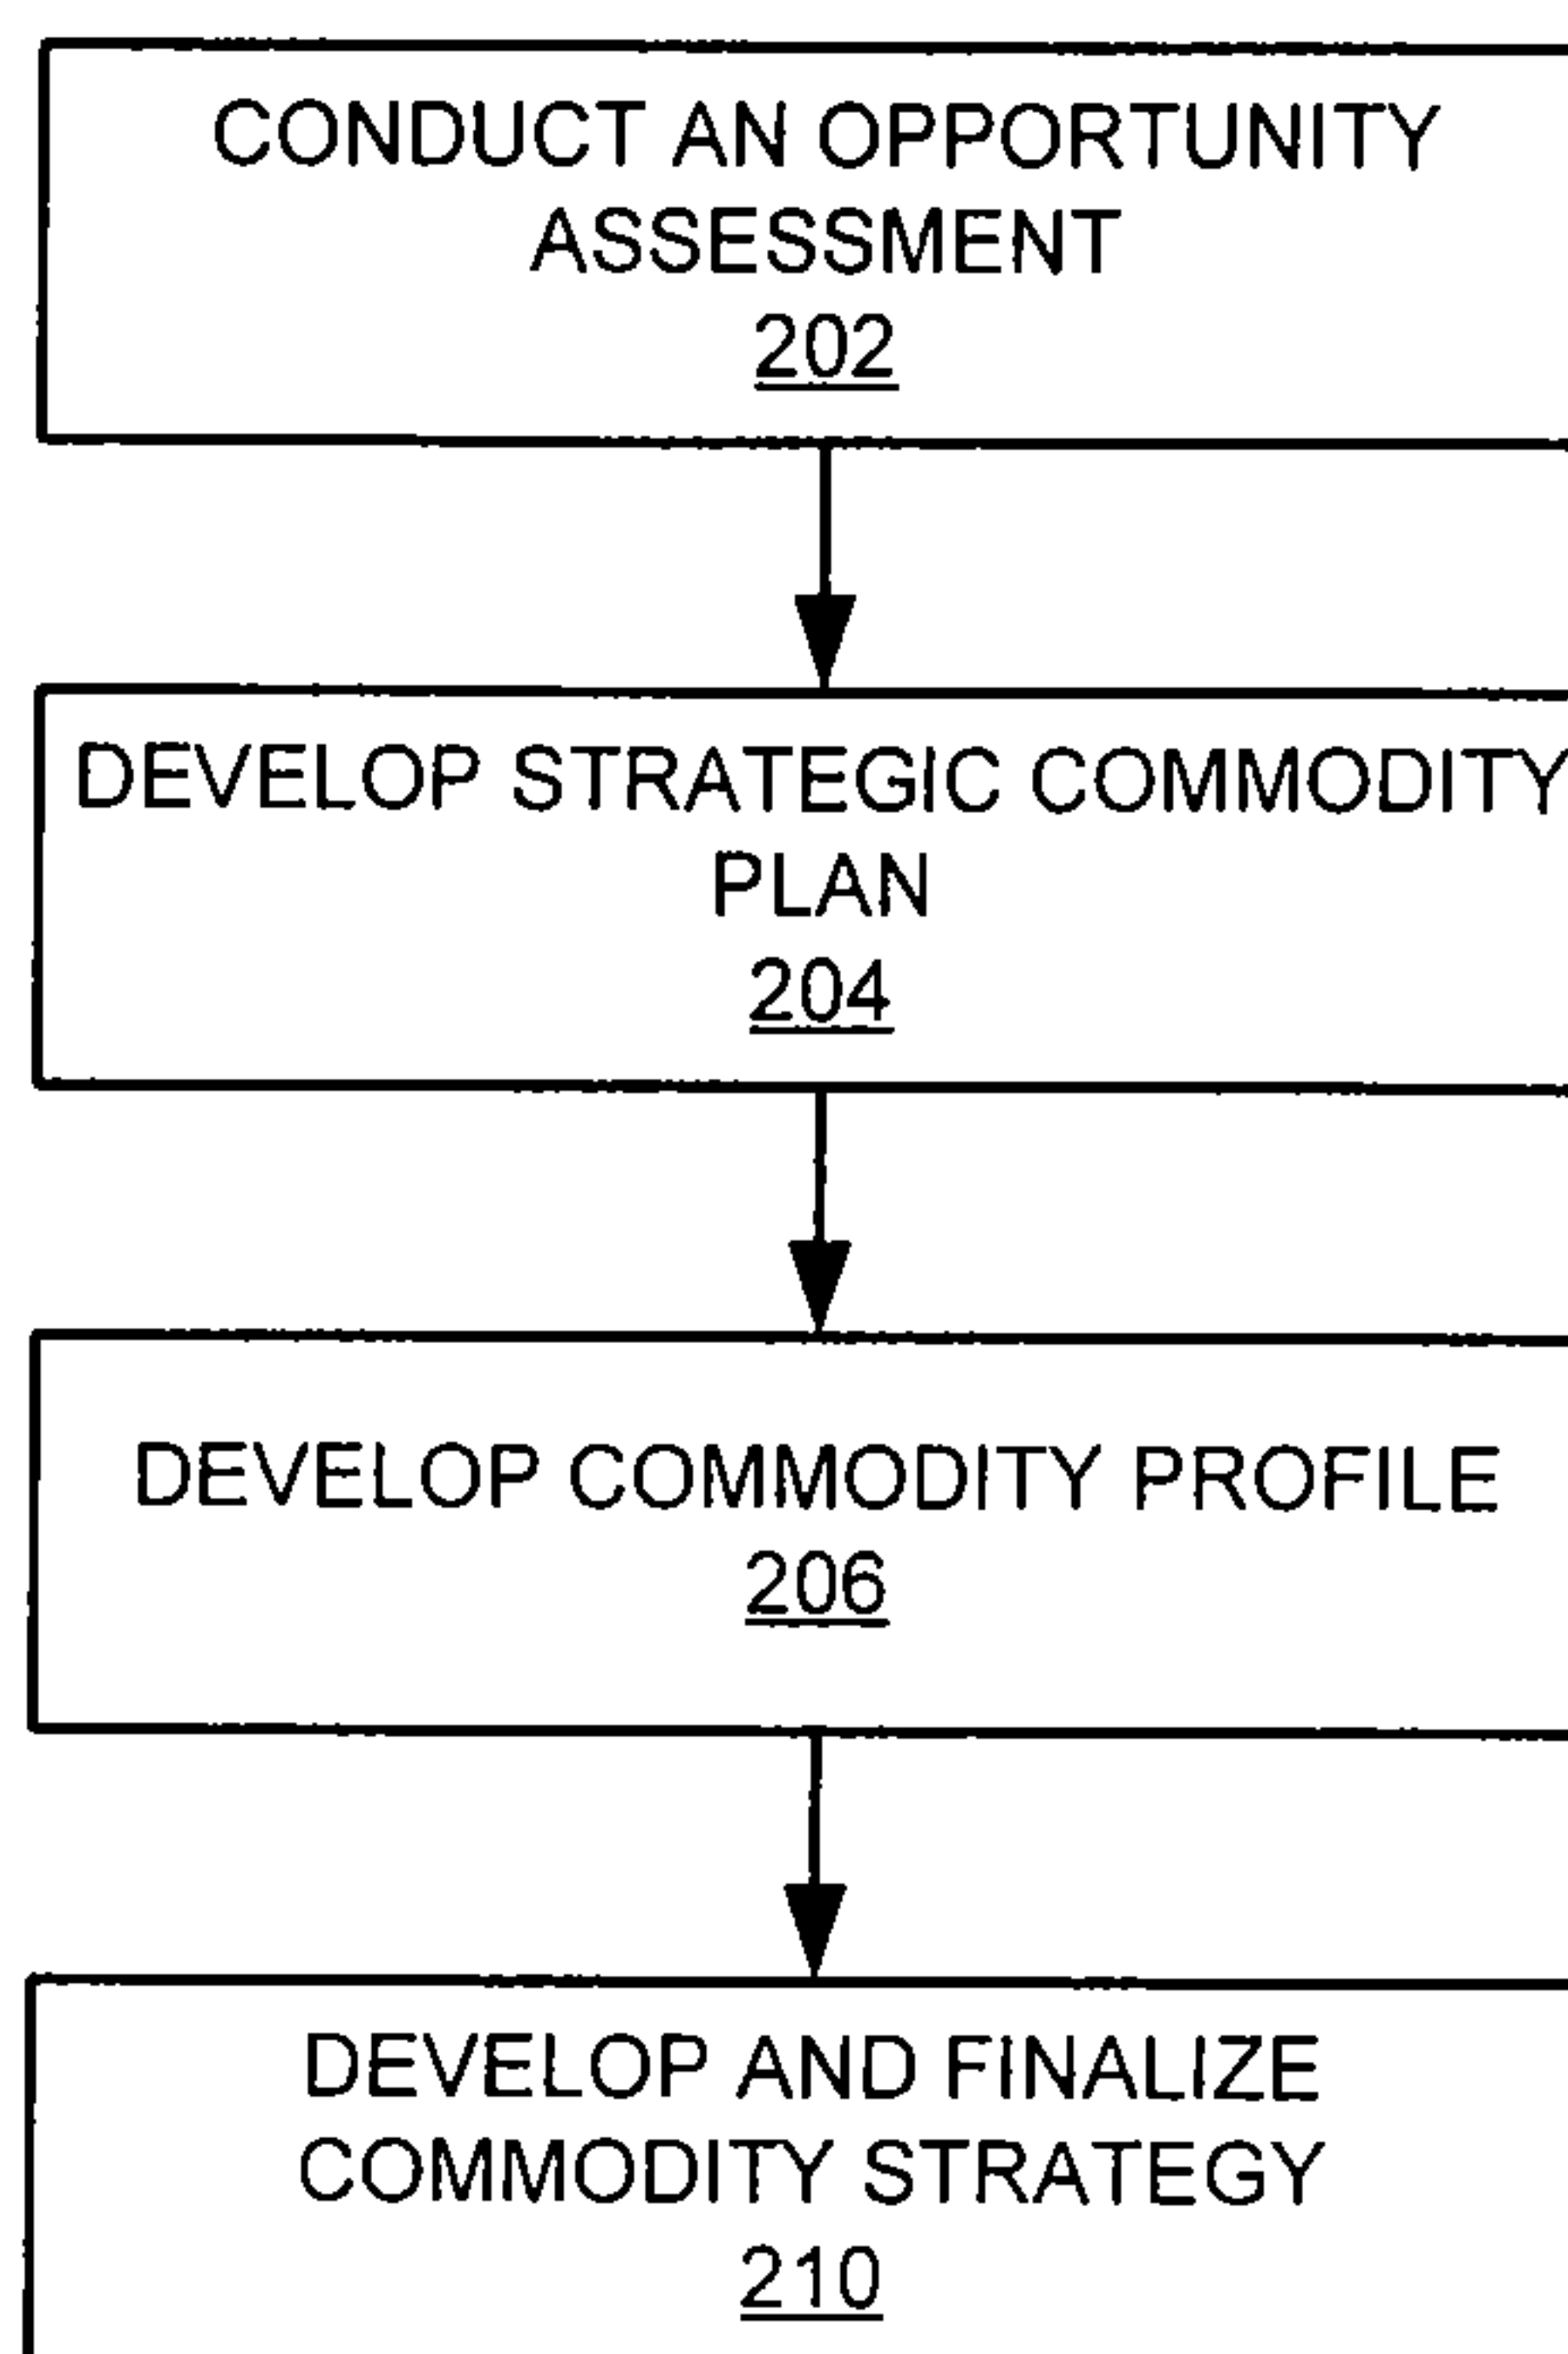 CONDUCT AN OPPORTUNITY
ASSESSMENT
202
DEVELOP STRATEGIC COMMODITY
PLAN
204
DEVELOP COMMODITY PROFILE
206
DEVELOP AND FINALIZE
COMMODITY STRATEGY
210